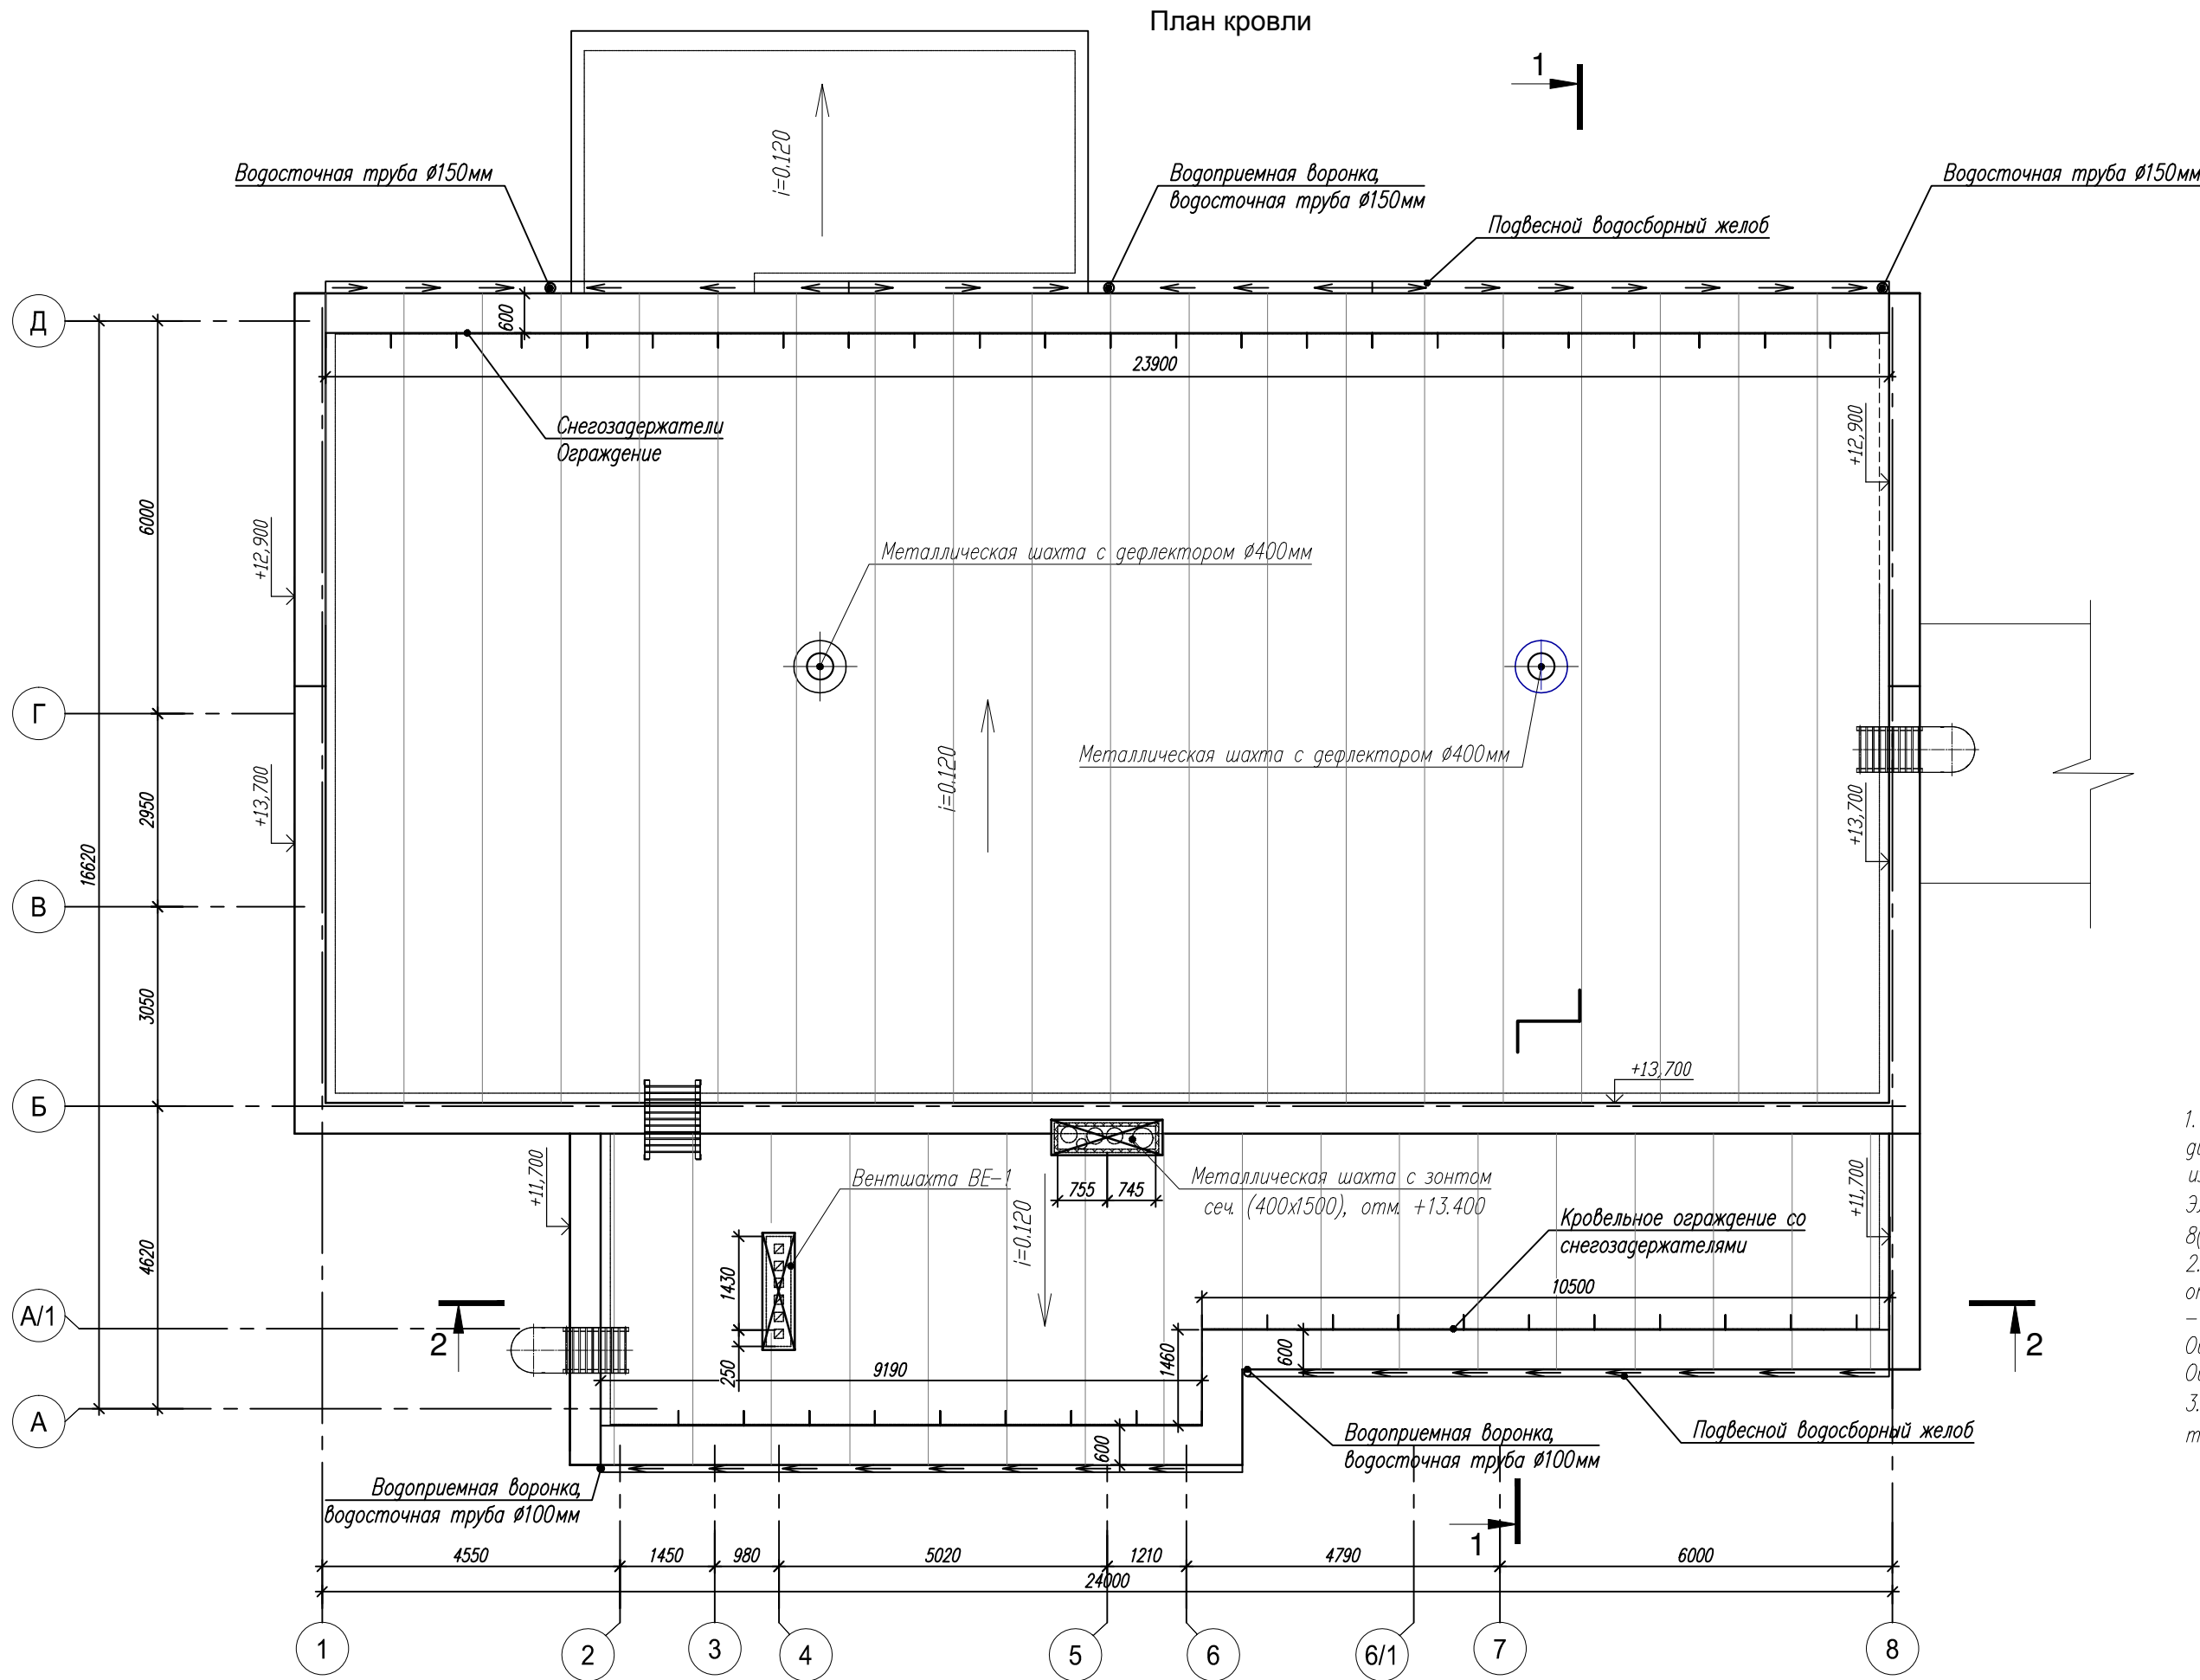 План кровли
1
Водосточная труба Ø150мм
i=0.120
Водоприемная воронка,
водосточная труба Ø150мм
Водосточная труба Ø150мм
Подвесной водосборный желоб
Д
600
23900
Снегозадержатели
Ограждение
+12,900
6000
+12,900
Металлическая шахта с дефлектором Ø400мм
Г
Металлическая шахта с дефлектором Ø400мм
i=0.120
+13,700
2950
+13,700
16620
В
3050
+13,700
Б
1.
+11,700
Вентшахта ВЕ-1
755
745
Металлическая шахта с зонтом
сеч. (400х1500), отм. +13.400
+11,700
i=0.120
Кровельное ограждение со
снегозадержателями
4620
1430
10500
2.
А/1
2
250
9190
1460
600
2
3.
А
600
Водоприемная воронка,
водосточная труба Ø100мм
Подвесной водосборный желоб
Водоприемная воронка,
водосточная труба Ø100мм
1
4550
1450
980
5020
1210
4790
6000
24000
1
2
3
4
5
6
6/1
7
8